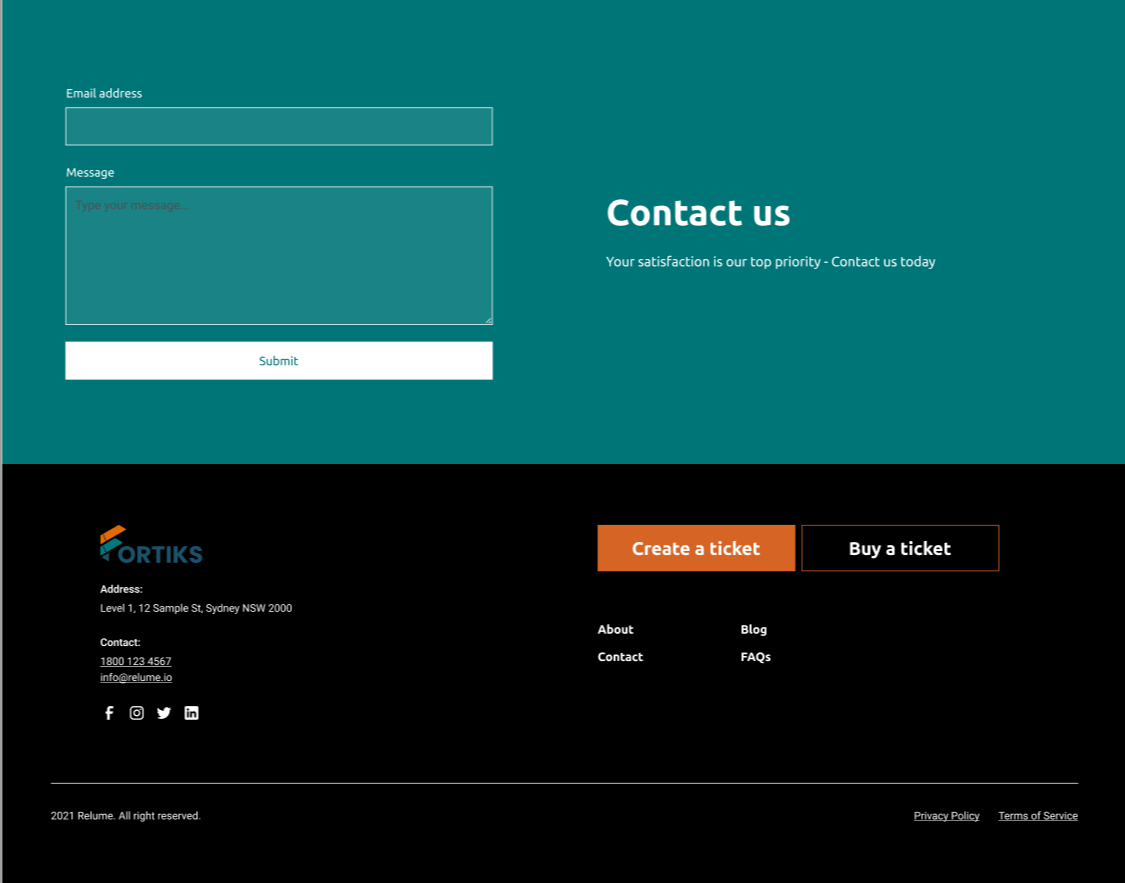 Email address
Message
Type your message...
Submit
Contact us
Your satisfaction is our top priority - Contact us today
FORTIKS
Address:
Level 1, 12 Sample St, Sydney NSW 2000
Contact:
1800 123 4567
info@relume.io
Create a ticket
Buy a ticket
About
Blog
Contact
FAQs
2021 Relume. All right reserved.
Privacy Policy
Terms of Service